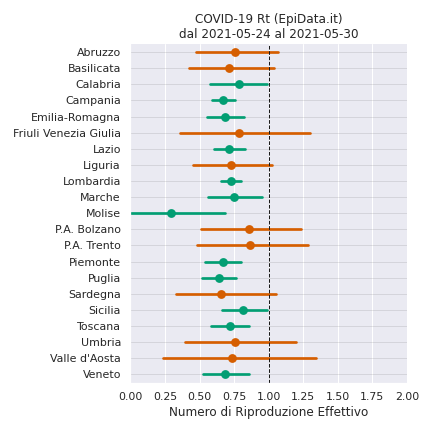 COVID-19 Rt (EpiData.it)
dal 2021-05-24 al 2021-05-30
Abruzzo
Basilicata
Calabria
Campania
Emilia-Romagna
Friuli Venezia Giulia
Lazio
Liguria
Lombardia
Marche
Molise
P.A. Bolzano
P.A. Trento
Piemonte
Puglia
Sardegna
Sicilia
Toscana
Umbria
Valle d'Aosta
Veneto
0.00 0.25 0.50 0.75 1.00 1.25 1.50 1.75 2.00
Numero di Riproduzione Effettivo